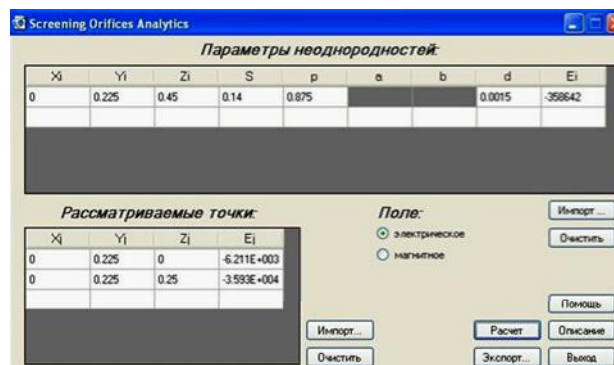 Screening Orifices Analytics
Параметры неоднородностей:
Xi Yi Zi S p a b d Ei
0 0.225 0.45 0.14 0.875 0.0015 -358642
Рассматриваемые точки:
Xj Yj Zj Ej
0 0.225 0 -6.211E+003
0 0.225 0.25 -3.593E+004
Поле:
электрическое
магнитное
Импорт ...
Очистить
Помощь
Импорт... Расчет Описание
Очистить Экспорт... Выход